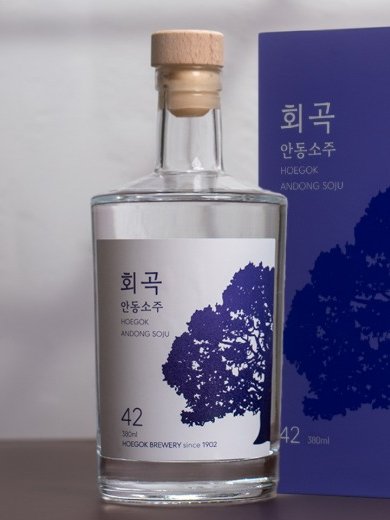 회곡
안동소주
HOEGOK
ANDONG SOJU
42
380ml
HOEGOK BREWERY since 1902
회곡
안동소주
HOEGOK
ANDONG SOJU
42 380ml